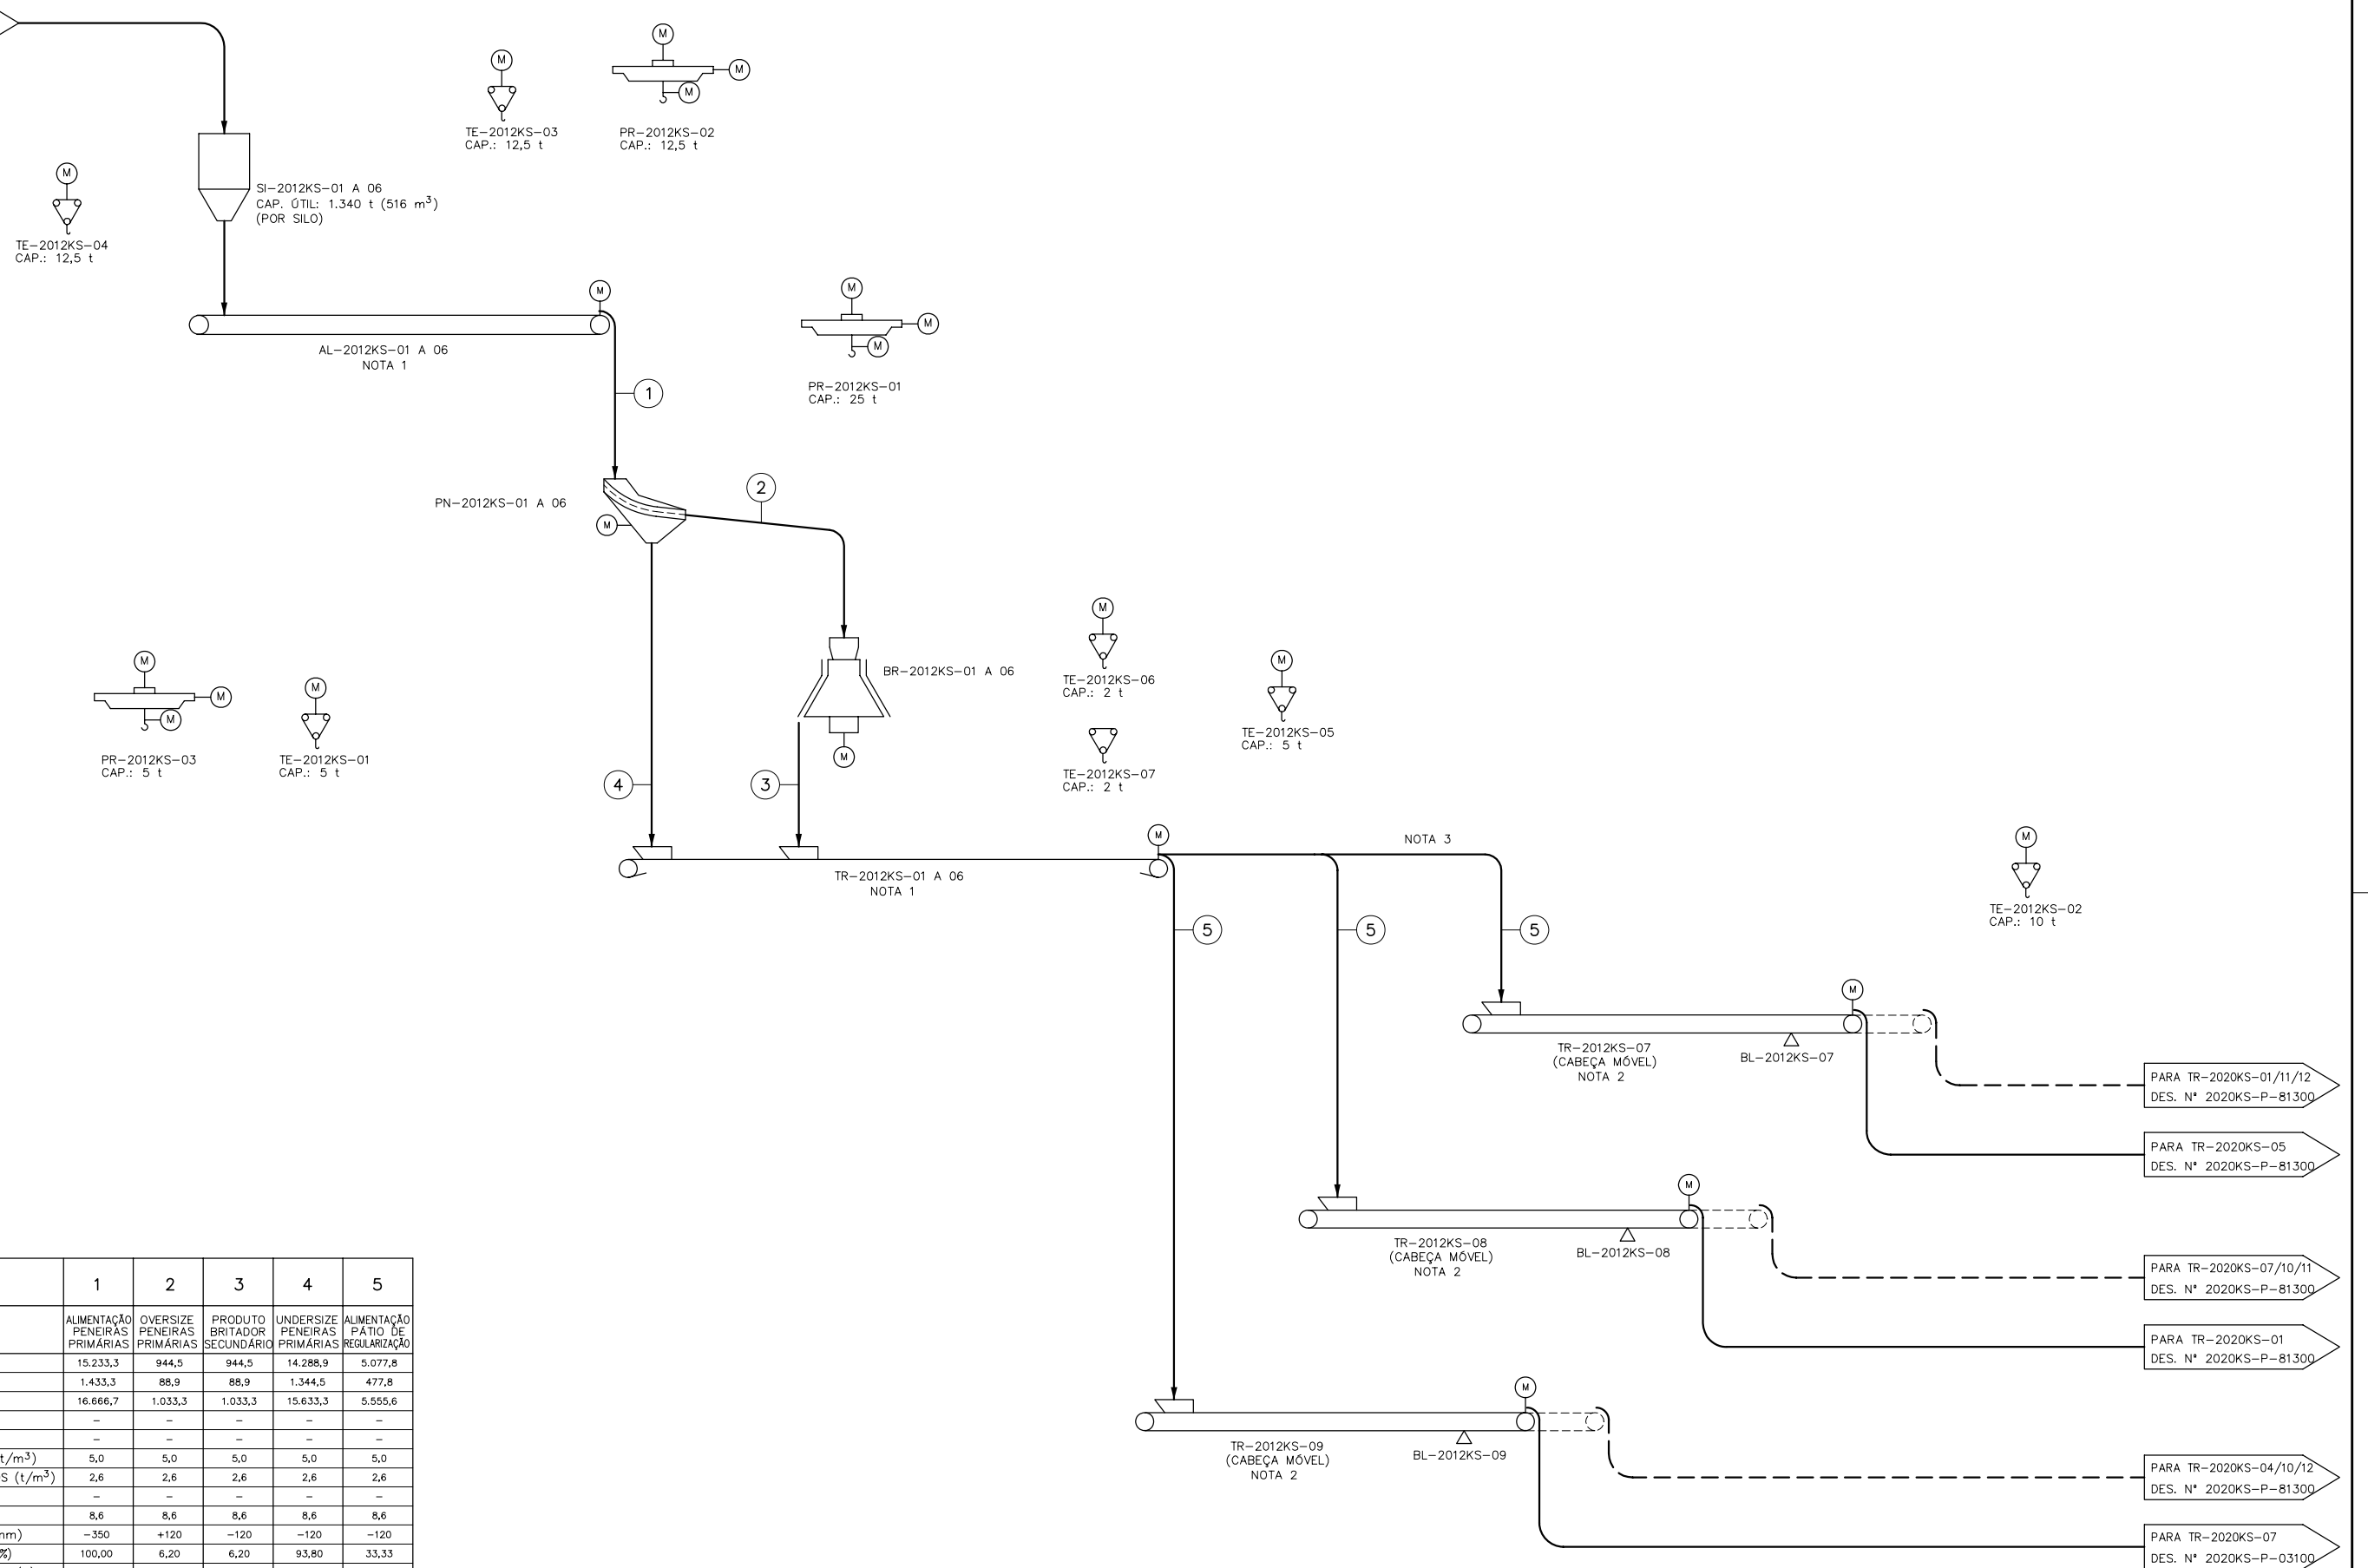 M
M
M
M
M
TE-2012KS-03
CAP.: 12,5 t
PR-2012KS-02
CAP.: 12,5 t
M
TE-2012KS-04
CAP.: 12,5 t
SI-2012KS-01 A 06
CAP. ÚTIL: 1.340 t (516 m³)
(POR SILO)
M
AL-2012KS-01 A 06
NOTA 1
M
M
M
PR-2012KS-01
CAP.: 25 t
1
2
PN-2012KS-01 A 06
M
BR-2012KS-01 A 06
M
M
M
M
PR-2012KS-03
CAP.: 5 t
M
TE-2012KS-01
CAP.: 5 t
M
TE-2012KS-06
CAP.: 2 t
TE-2012KS-07
CAP.: 2 t
M
TE-2012KS-05
CAP.: 5 t
4
3
M
NOTA 3
TR-2012KS-01 A 06
NOTA 1
M
TE-2012KS-02
CAP.: 10 t
5
5
5
M
TR-2012KS-07
(CABEÇA MÓVEL)
NOTA 2
BL-2012KS-07
PARA TR-2020KS-01/11/12
DES. N° 2020KS-P-81300
PARA TR-2020KS-05
DES. N° 2020KS-P-81300
M
TR-2012KS-08
(CABEÇA MÓVEL)
NOTA 2
BL-2012KS-08
PARA TR-2020KS-07/10/11
DES. N° 2020KS-P-81300
PARA TR-2020KS-01
DES. N° 2020KS-P-81300
M
TR-2012KS-09
(CABEÇA MÓVEL)
NOTA 2
BL-2012KS-09
PARA TR-2020KS-04/10/12
DES. N° 2020KS-P-81300
PARA TR-2020KS-07
DES. N° 2020KS-P-03100
1 2 3 4 5
ALIMENTAÇÃO PENEIRAS PRIMÁRIAS
OVERSIZE PENEIRAS PRIMÁRIAS
PRODUTO BRITADOR SECUNDÁRIO
UNDERSIZE PENEIRAS PRIMÁRIAS
ALIMENTAÇÃO PÁTIO DE REGULARIZAÇÃO
15.233,3 944,5 944,5 14.288,9 5.077,8
1.433,3 88,9 88,9 1.344,5 477,8
16.666,7 1.033,3 1.033,3 15.633,3 5.555,6
- - - - -
- - - - -
t/m³) 5,0 5,0 5,0 5,0 5,0
S (t/m³) 2,6 2,6 2,6 2,6 2,6
- - - - -
8,6 8,6 8,6 8,6 8,6
mm) -350 +120 -120 -120 -120
%) 100,00 6,20 6,20 93,80 33,33